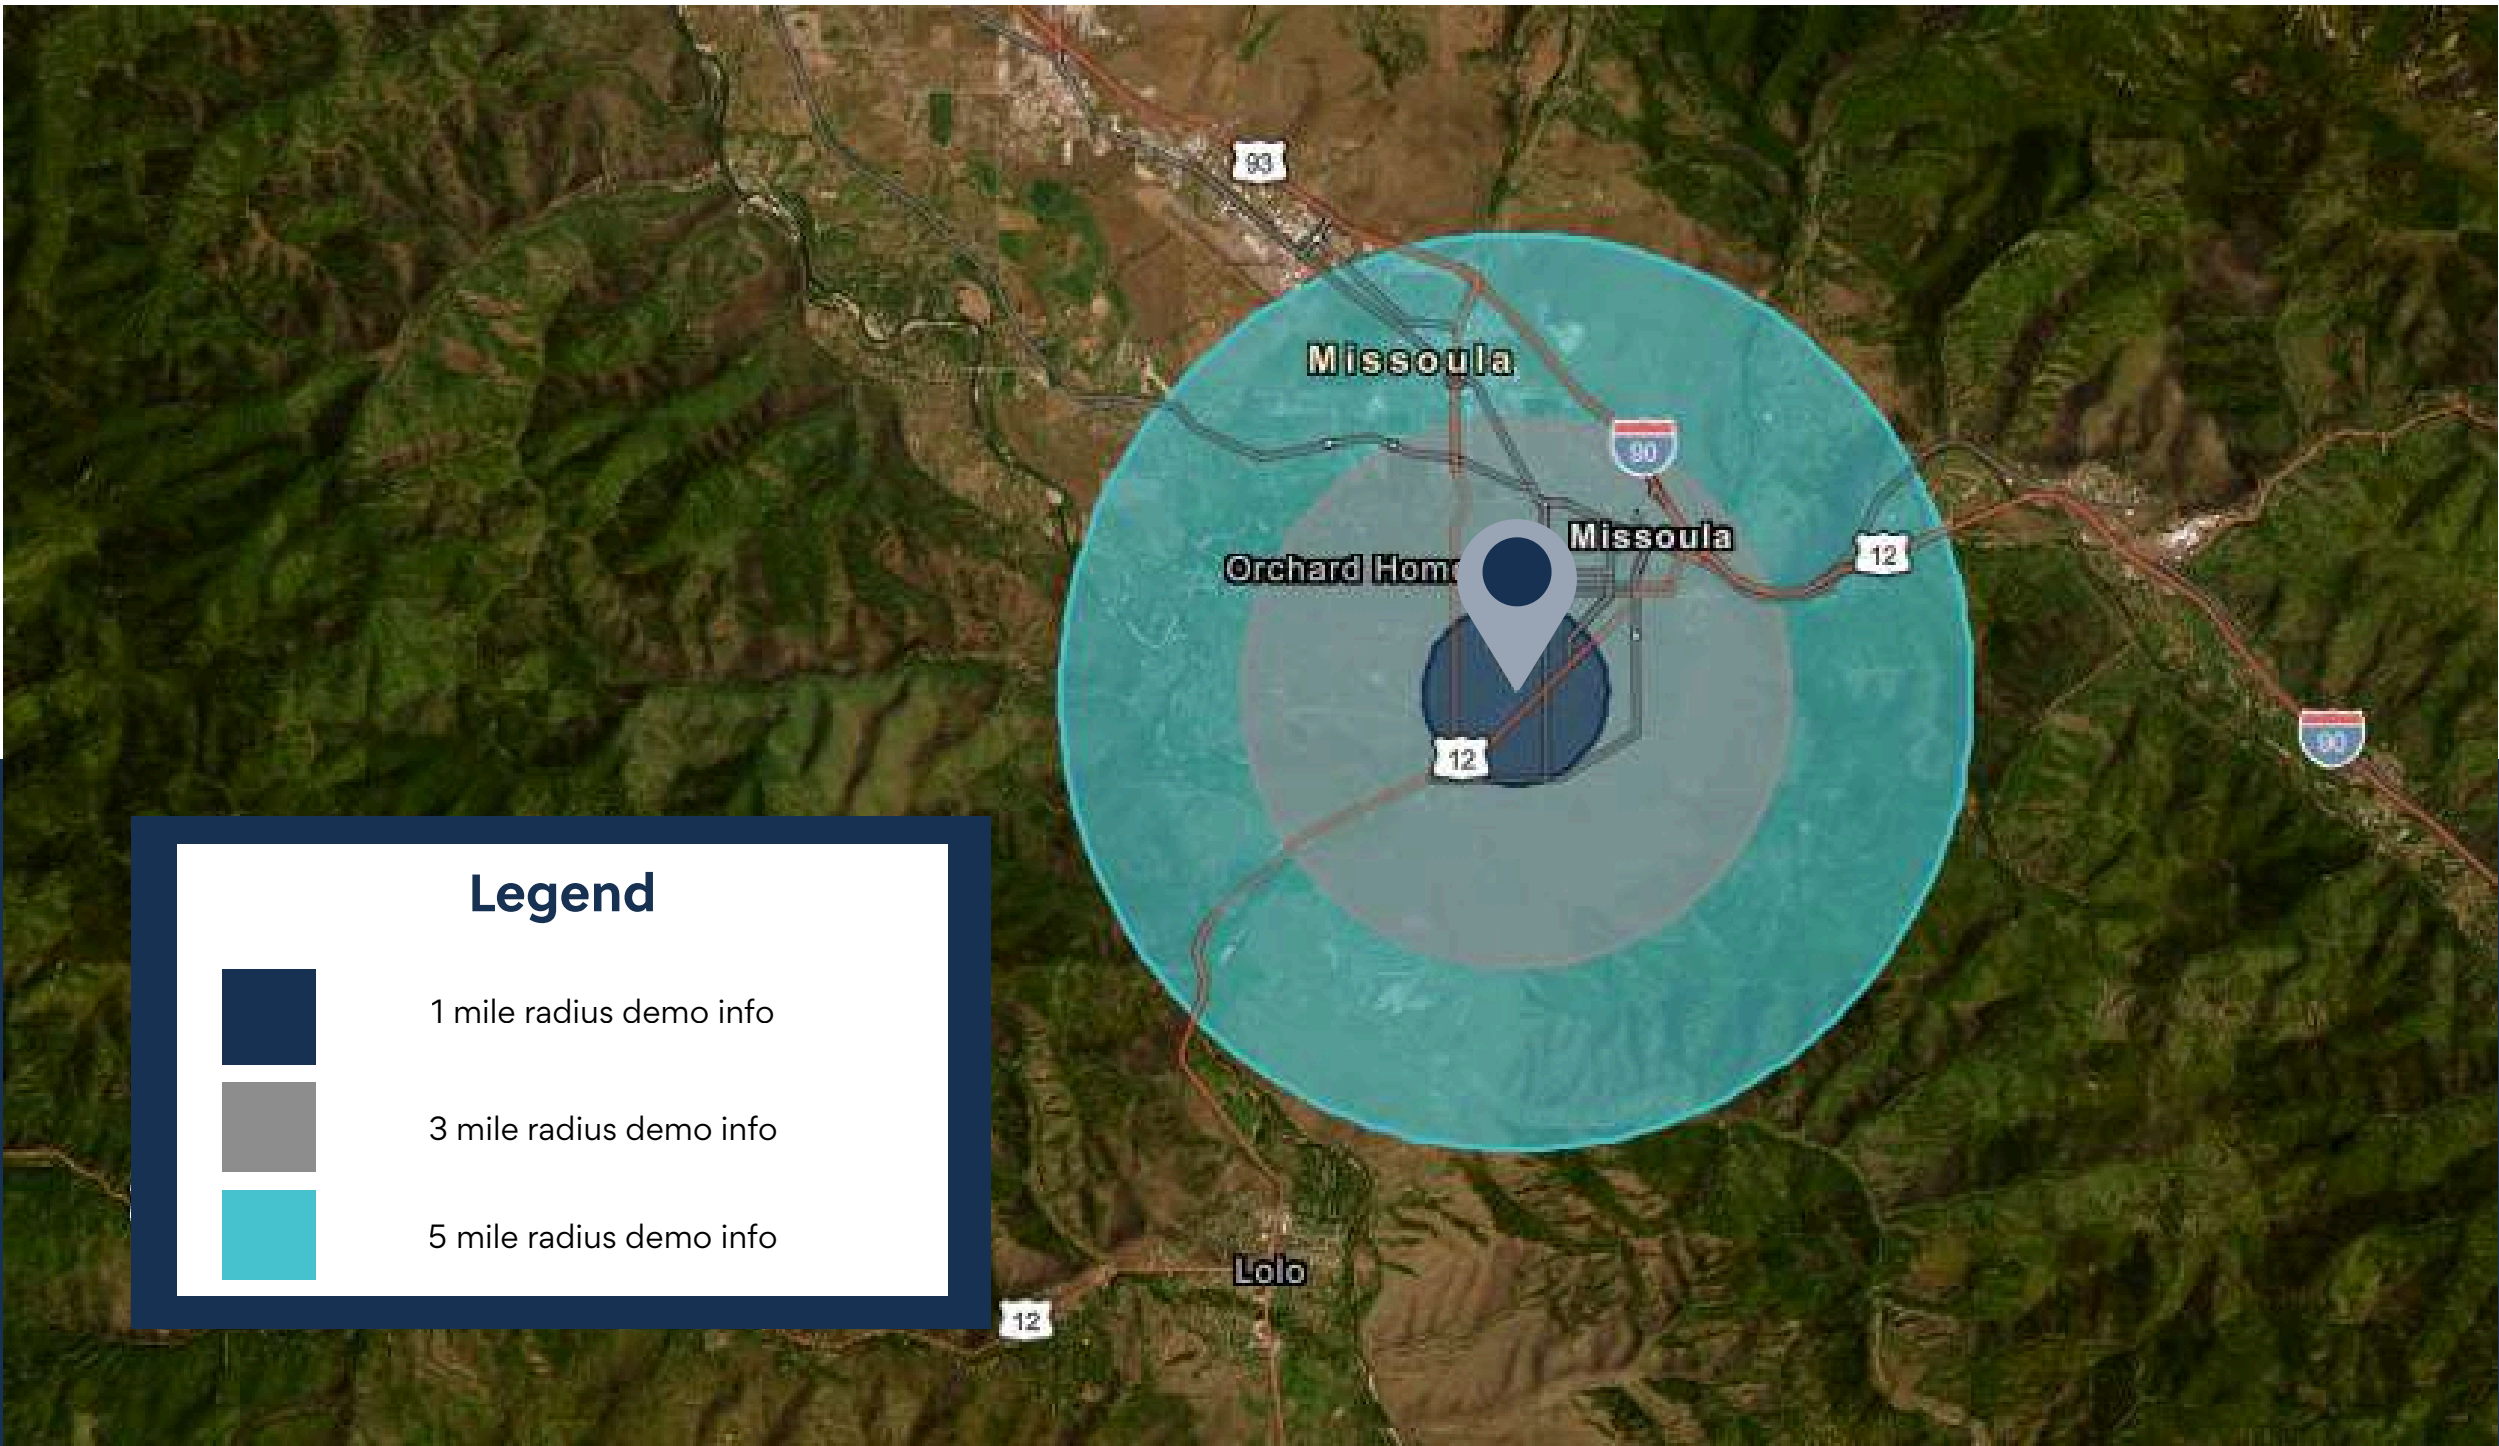 93
Missoula
90
Missoula
12
Orchard
90
12
Legend
1 mile radius demo info
3 mile radius demo info
5 mile radius demo info
Lolo
12